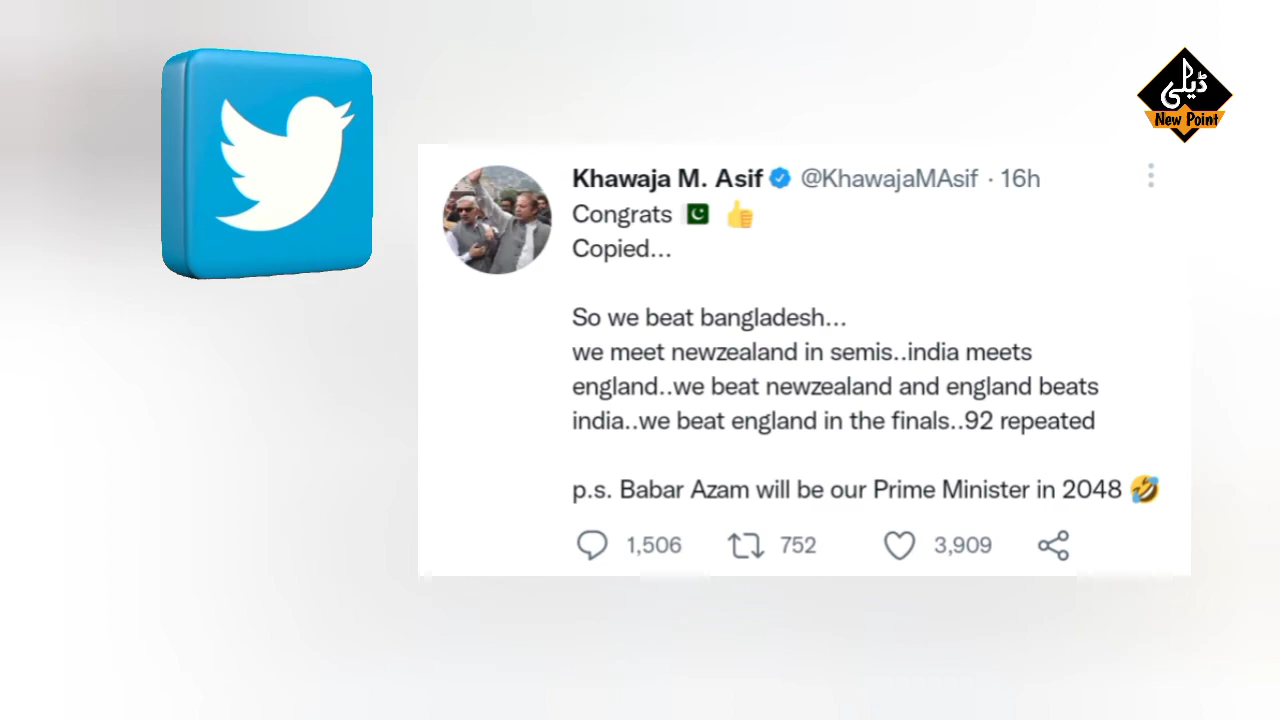 ڈیلی
New Point
Khawaja M. Asif @KhawajaMAsif · 16h
Congrats 🇵🇰 👍
Copied...
So we beat bangladesh...
we meet newzealand in semis..india meets
england..we beat newzealand and england beats
india..we beat england in the finals..92 repeated
p.s. Babar Azam will be our Prime Minister in 2048 🤣
1,506 752 3,909